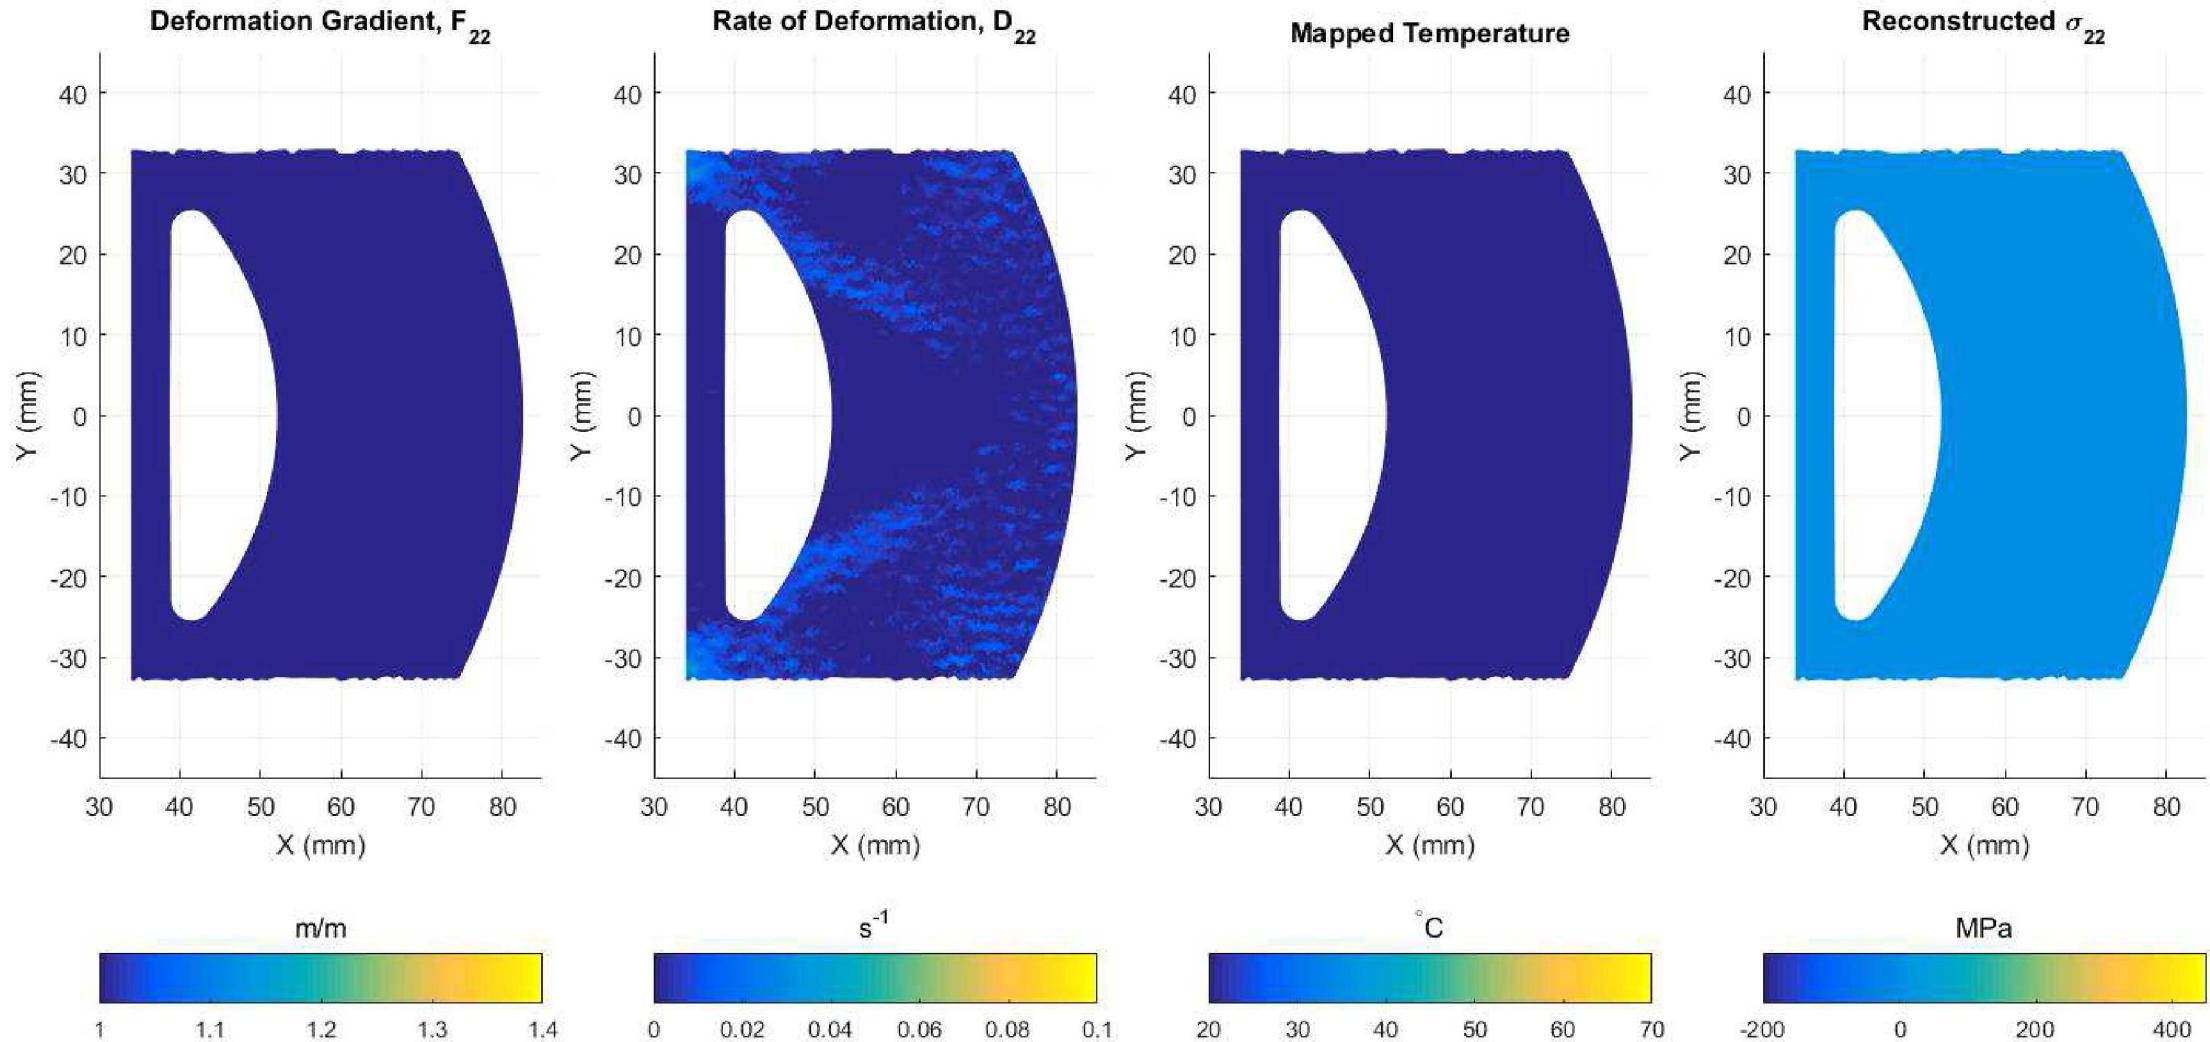 Deformation Gradient, F22
Rate of Deformation, D22
Mapped Temperature
Reconstructed σ22
40
30
20
10
0
-10
-20
-30
-40
Y (mm)
30 40 50 60 70 80
X (mm)
40
30
20
10
0
-10
-20
-30
-40
Y (mm)
30 40 50 60 70 80
X (mm)
40
30
20
10
0
-10
-20
-30
-40
Y (mm)
30 40 50 60 70 80
X (mm)
40
30
20
10
0
-10
-20
-30
-40
Y (mm)
30 40 50 60 70 80
X (mm)
m/m
1 1.1 1.2 1.3 1.4
s-1
0 0.02 0.04 0.06 0.08 0.1
°C
20 30 40 50 60 70
MPa
-200 0 200 400